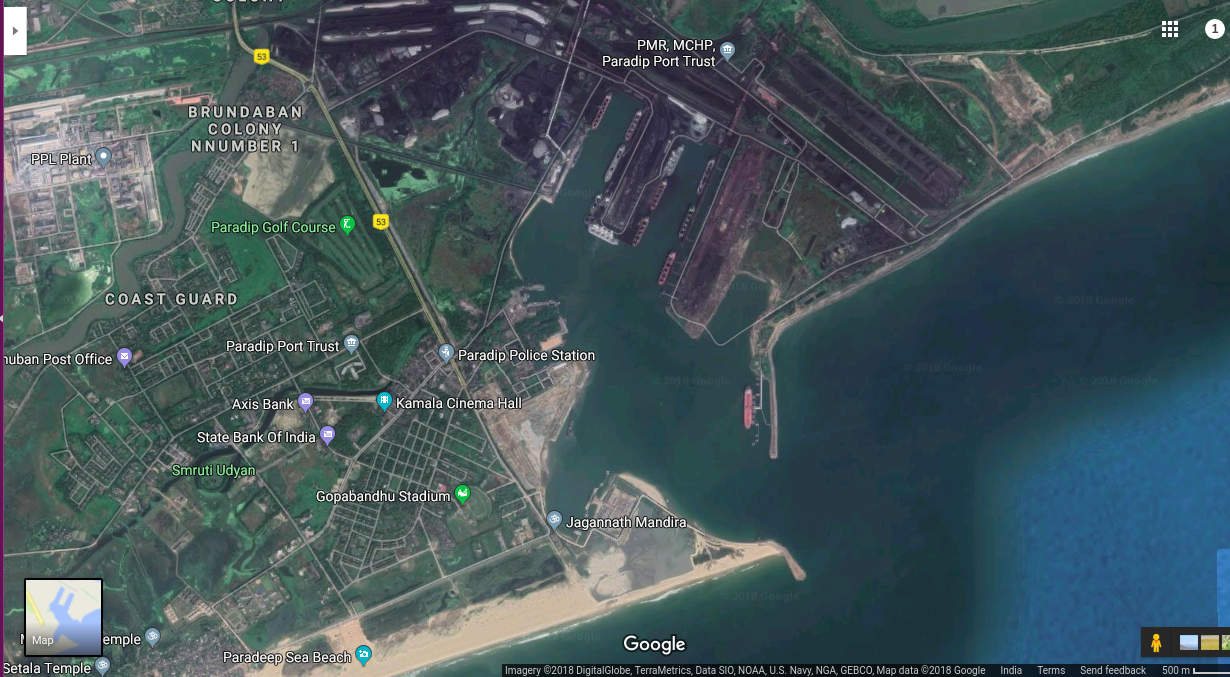 COLONY
53
PMR, MCHP,
Paradip Port Trust
1
BRUNDABAN
COLONY
NNUMBER 1
PPL Plant
53
Paradip Golf Course
COAST GUARD
© 2018 Google
Paradip Port Trust
Paradip Police Station
huban Post Office
© 2018 Google
© 2018 Google
© 2018 Google
Axis Bank
Kamala Cinema Hall
State Bank Of India
Smruti Udyan
Gopabandhu Stadium
Jagannath Mandira
© 2018 Google
Map
emple
Google
Paradeep Sea Beach
Setala Temple
Imagery ©2018 DigitalGlobe, TerraMetrics, Data SIO, NOAA, U.S. Navy, NGA, GEBCO, Map data ©2018 Google India Terms Send feedback 500 m